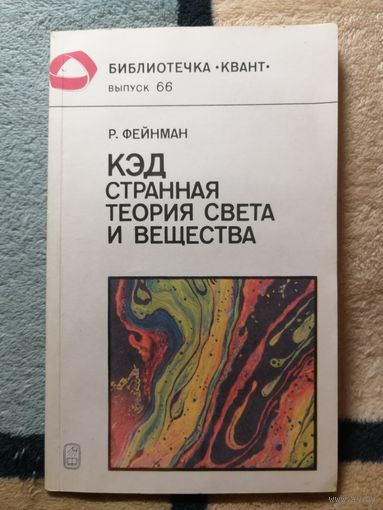 БИБЛИОТЕЧКА •КВАНТ•
ВЫПУСК 66
Р. ФЕЙНМАН
КЭД
СТРАННАЯ
ТЕОРИЯ СВЕТА
И ВЕЩЕСТВА